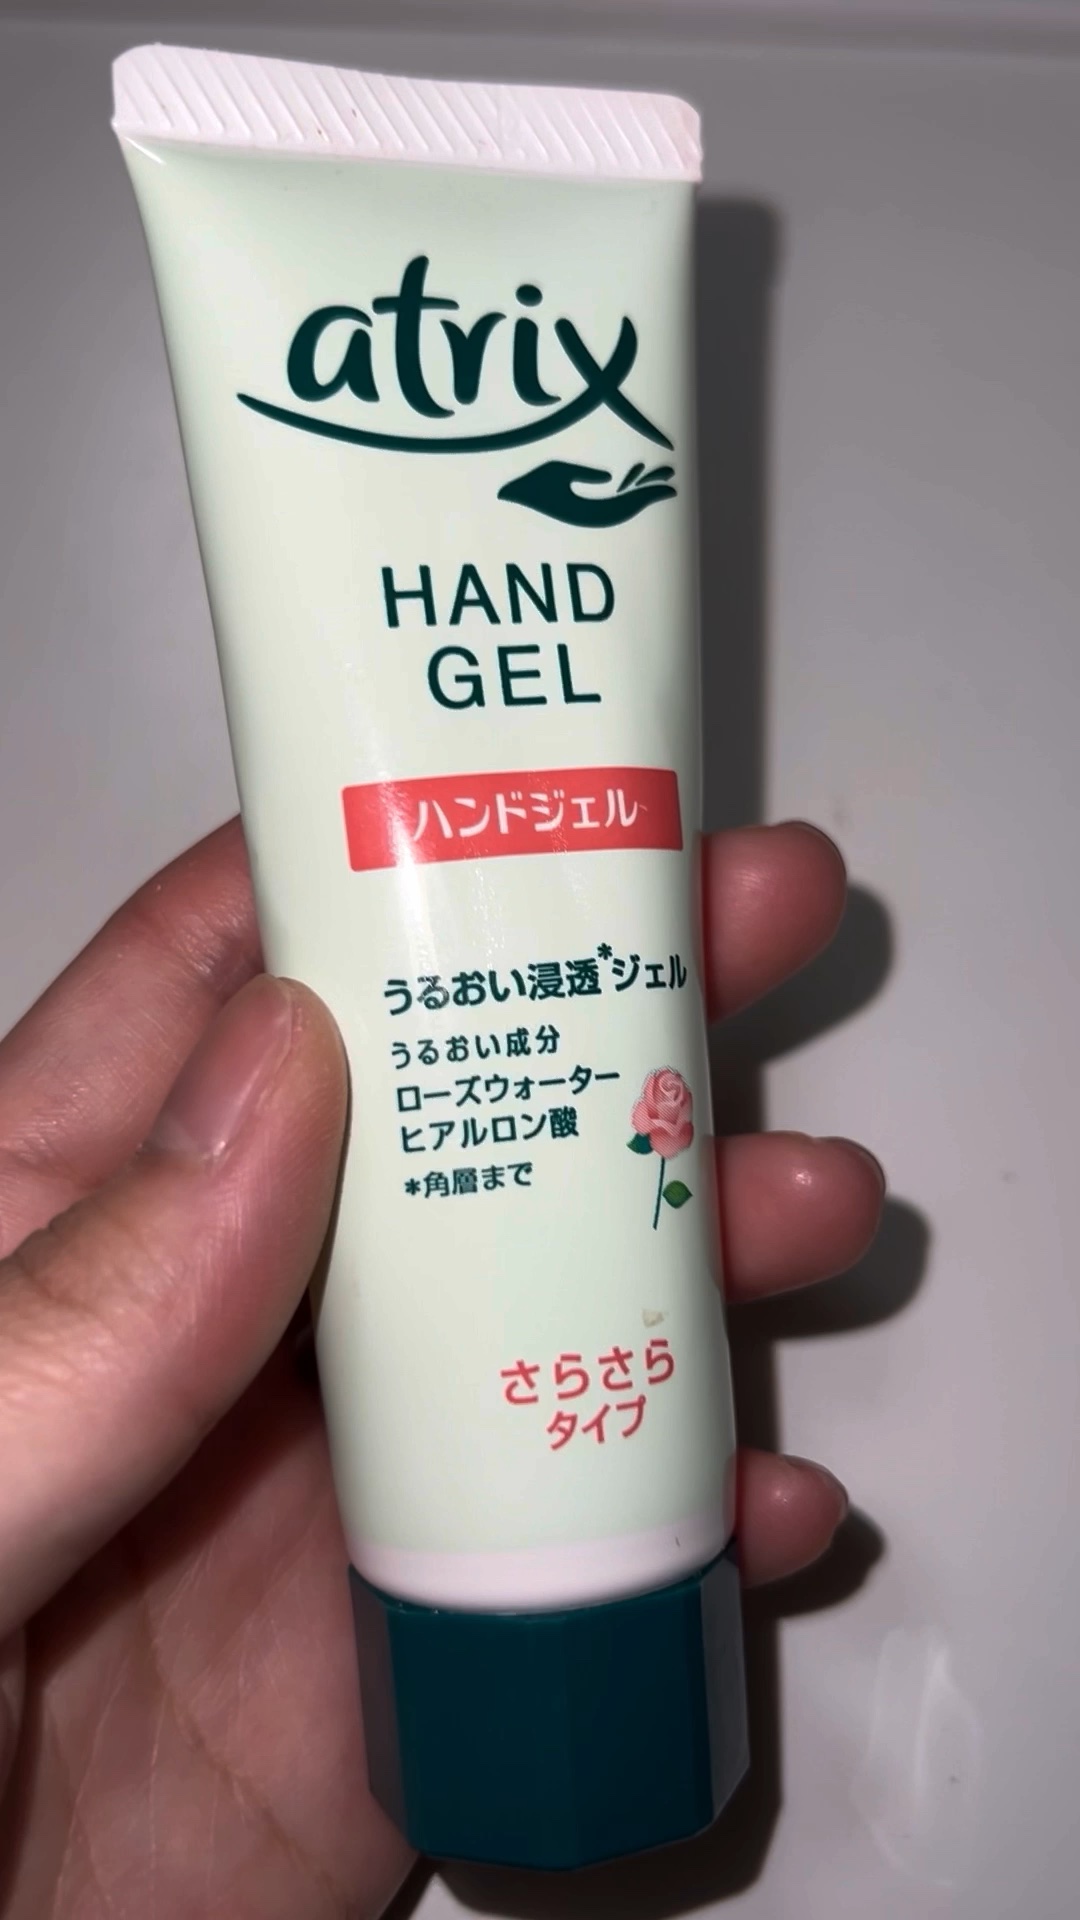 atrix
HAND
GEL
ハンドジェル
うるおい浸透*ジェル
うるおい成分
ローズウォーター
ヒアルロン酸
*角層まで
さらさら
タイプ